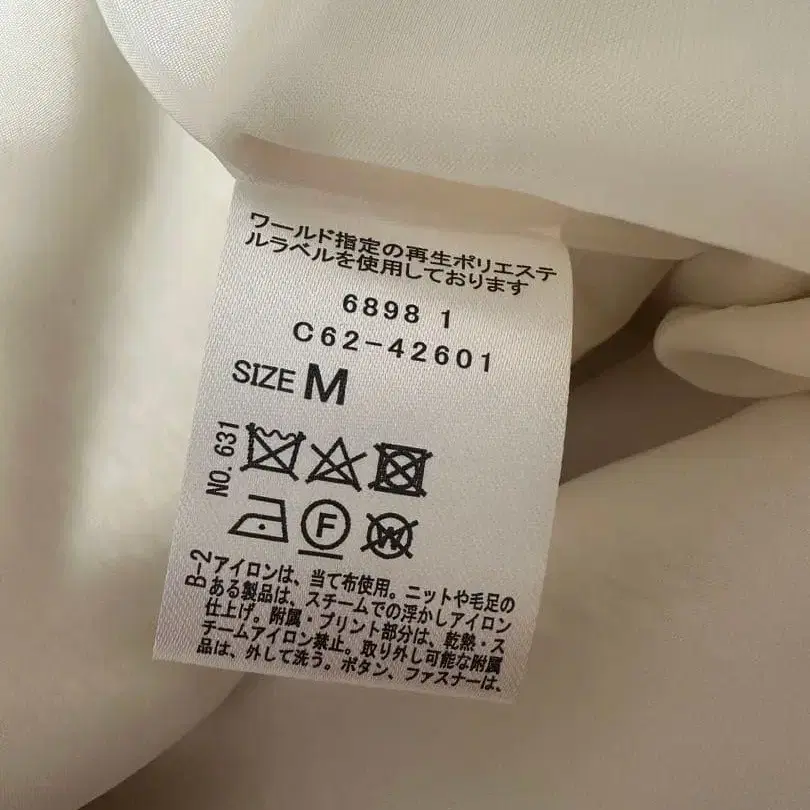 ワールド指定の再生ポリエステ
ルラベルを使用しております
6898 1
C62-42601
SIZE M
NO. 631
F
W
B-2
アイロンは、当て布使用。ニットや毛足の
ある製品は、スチームでの浮かしアイロン
仕上げ。附属・プリント部分は、乾熱・ス
チームアイロン禁止。取り外し可能な附属
品は、外して洗う。ボタン、ファスナーは、